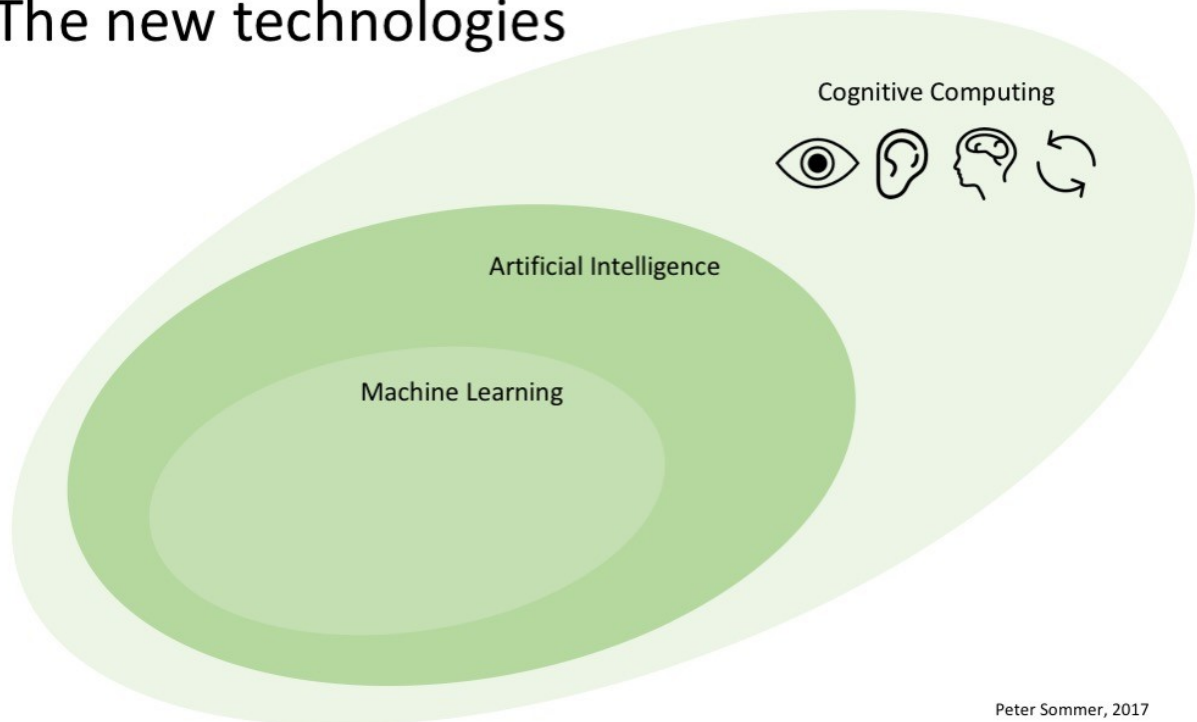 The new technologies
Cognitive Computing
Artificial Intelligence
Machine Learning
Peter Sommer, 2017